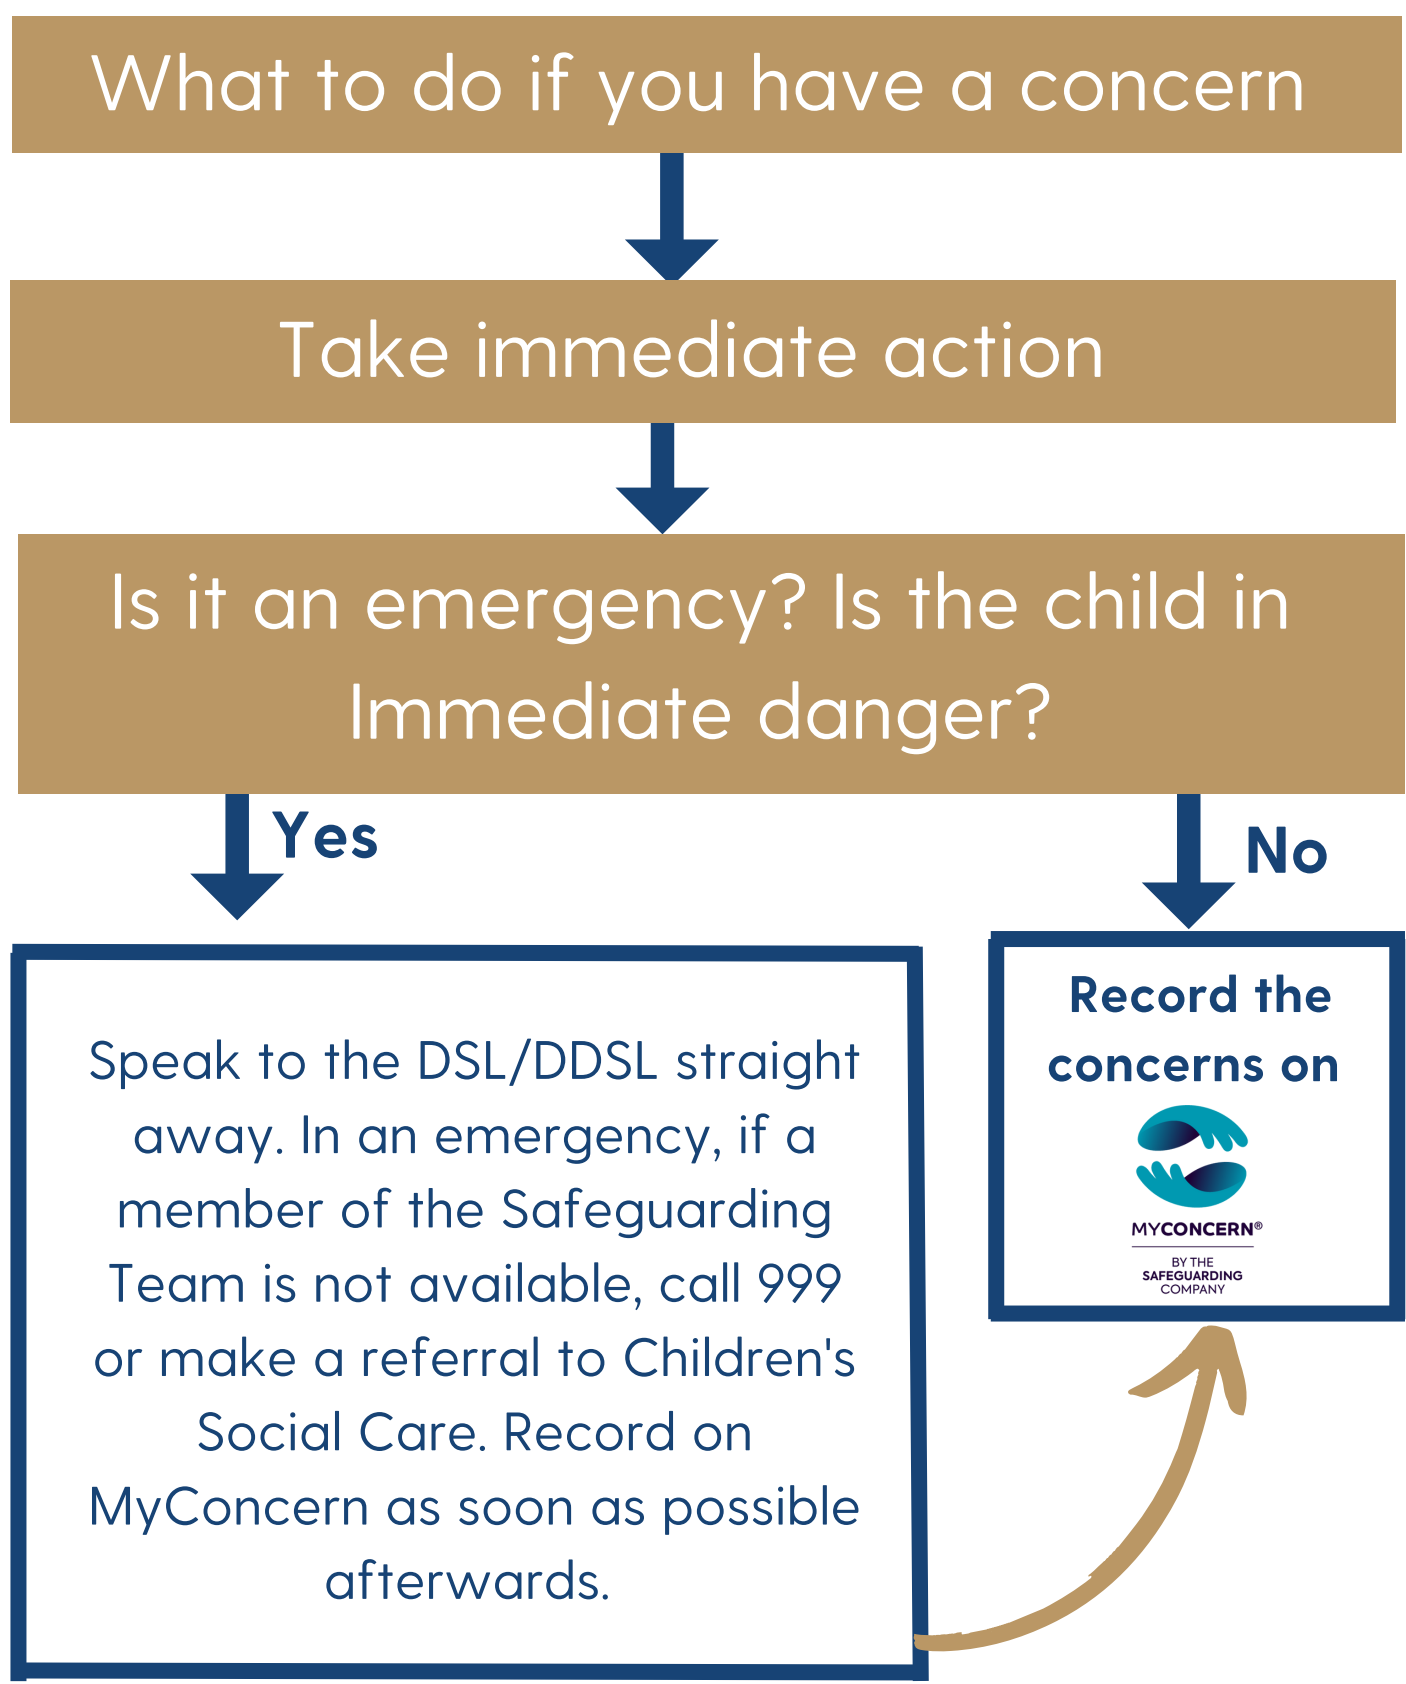 What to do if you have a concern
Take immediate action
Is it an emergency? Is the child in
Immediate danger?
Yes
No
Speak to the DSL/DDSL straight
away. In an emergency, if a
member of the Safeguarding
Team is not available, call 999
or make a referral to Children's
Social Care. Record on
MyConcern as soon as possible
afterwards.
Record the
concerns on
MYCONCERN®
BY THE
SAFEGUARDING
COMPANY